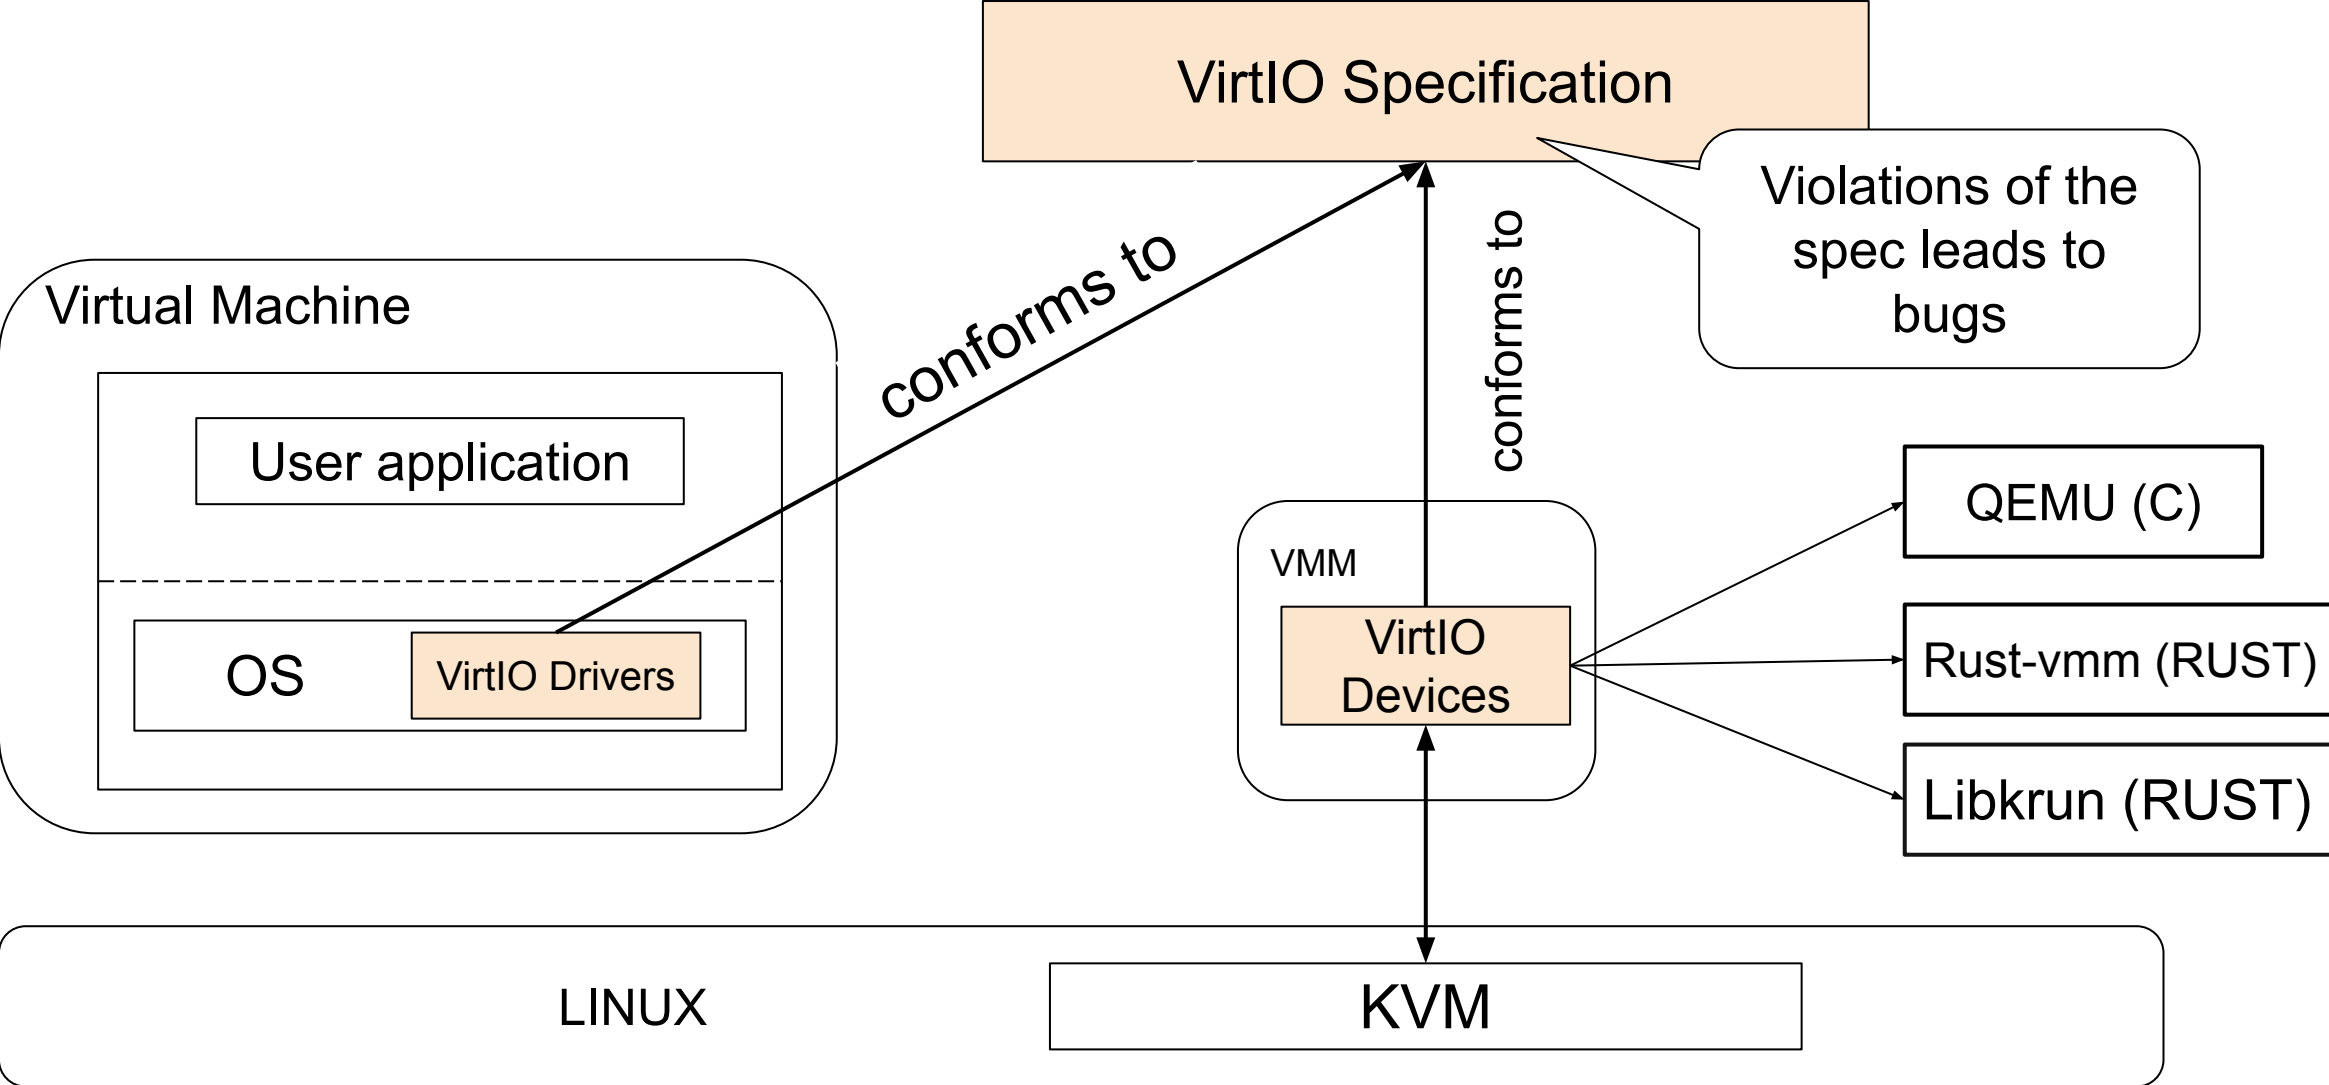 VirtIO Specification
Violations of the
spec leads to
bugs
conforms to
conforms to
Virtual Machine
User application
OS
VirtIO Drivers
VMM
VirtIO
Devices
QEMU (C)
Rust-vmm (RUST)
Libkrun (RUST)
LINUX
KVM